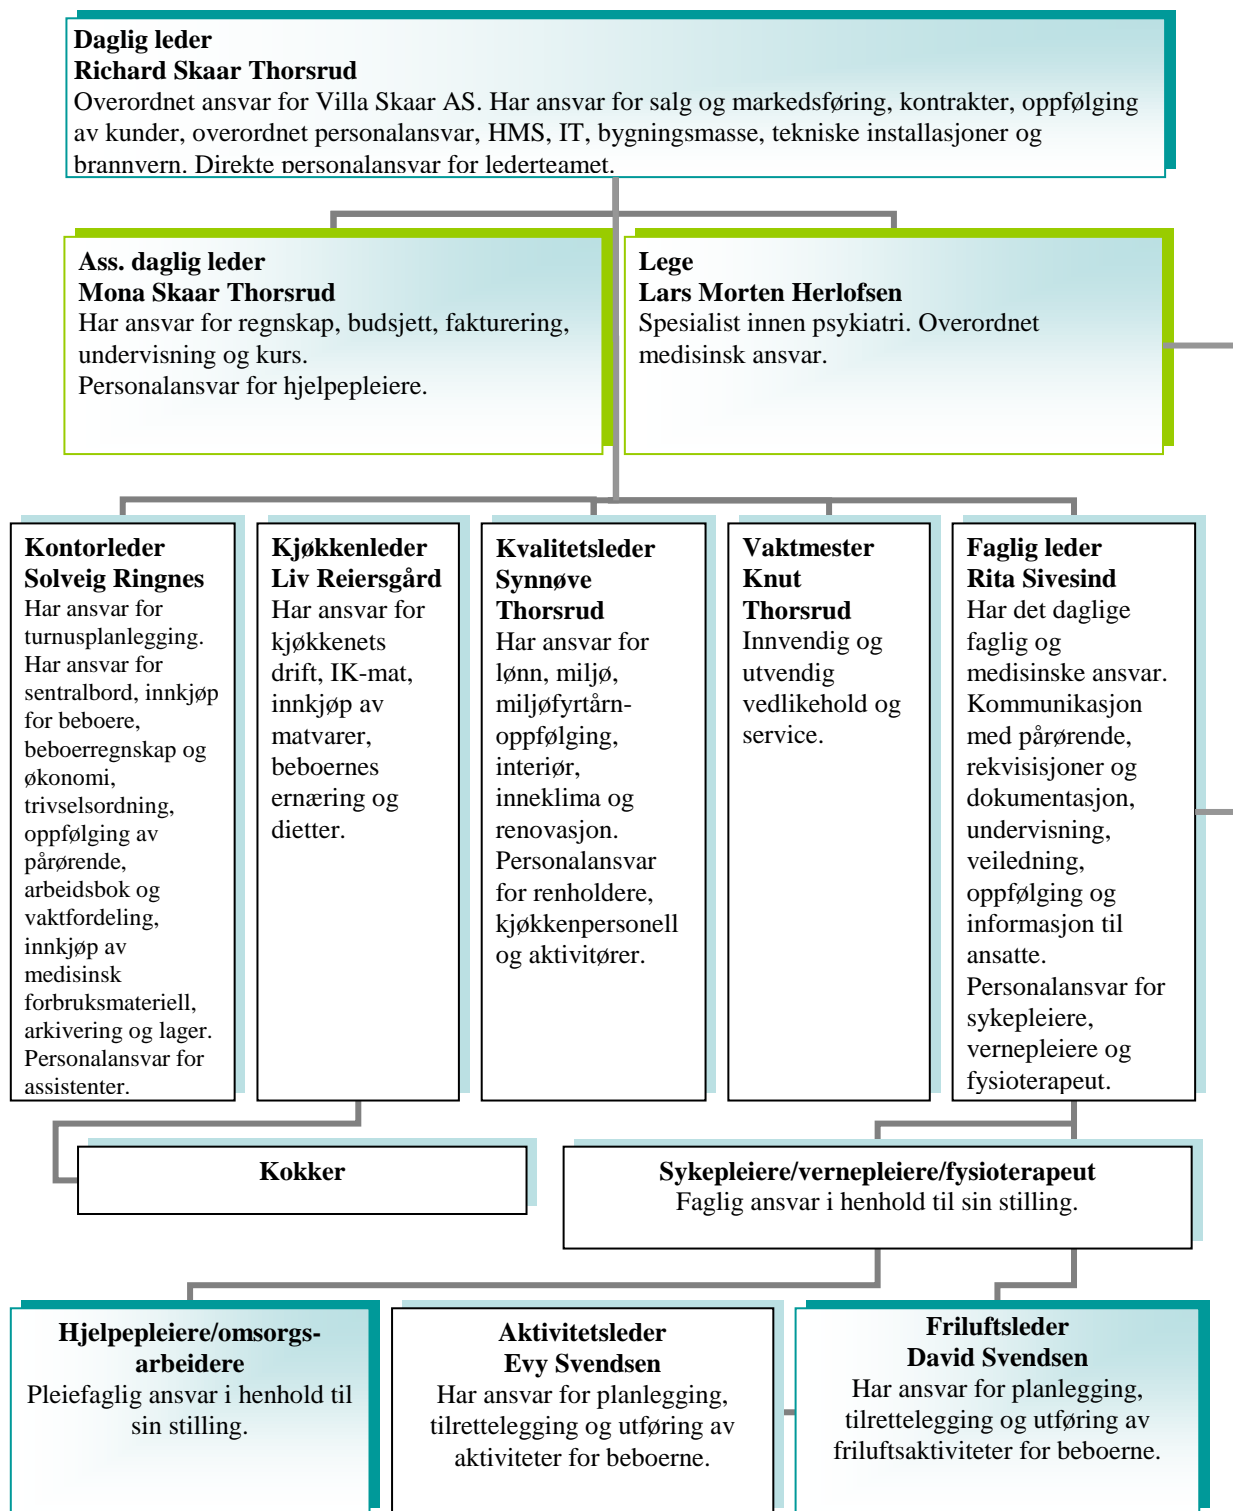 Daglig leder
Richard Skaar Thorsrud
Overordnet ansvar for Villa Skaar AS. Har ansvar for salg og markedsføring, kontrakter, oppfølging
av kunder, overordnet personalansvar, HMS, IT, bygningsmasse, tekniske installasjoner og
brannvern. Direkte personalansvar for lederteamet.
Ass. daglig leder
Mona Skaar Thorsrud
Har ansvar for regnskap, budsjett, fakturering,
undervisning og kurs.
Personalansvar for hjelpepleiere.
Lege
Lars Morten Herlofsen
Spesialist innen psykiatri. Overordnet
medisinsk ansvar.
Kontorleder
Solveig Ringnes
Har ansvar for
turnusplanlegging.
Har ansvar for
sentralbord, innkjøp
for beboere,
beboerregnskap og
økonomi,
trivselsordning,
oppfølging av
pårørende,
arbeidsbok og
vaktfordeling,
innkjøp av
medisinsk
forbruksmateriell,
arkivering og lager.
Personalansvar for
assistenter.
Kjøkkenleder
Liv Reiersgård
Har ansvar for
kjøkkenets
drift, IK-mat,
innkjøp av
matvarer,
beboernes
ernæring og
dietter.
Kvalitetsleder
Synnøve
Thorsrud
Har ansvar for
lønn, miljø,
miljøfyrtårn-
oppfølging,
interiør,
inneklima og
renovasjon.
Personalansvar
for renholdere,
kjøkkenpersonell
og aktivitører.
Vaktmester
Knut
Thorsrud
Innvendig og
utvendig
vedlikehold og
service.
Faglig leder
Rita Sivesind
Har det daglige
faglig og
medisinske ansvar.
Kommunikasjon
med pårørende,
rekvisisjoner og
dokumentasjon,
undervisning,
veiledning,
oppfølging og
informasjon til
ansatte.
Personalansvar for
sykepleiere,
vernepleiere og
fysioterapeut.
Kokker
Sykepleiere/vernepleiere/fysioterapeut
Faglig ansvar i henhold til sin stilling.
Hjelpepleiere/omsorgs-
arbeidere
Pleiefaglig ansvar i henhold til
sin stilling.
Aktivitetsleder
Evy Svendsen
Har ansvar for planlegging,
tilrettelegging og utføring av
aktiviteter for beboerne.
Friluftsleder
David Svendsen
Har ansvar for planlegging,
tilrettelegging og utføring av
friluftsaktiviteter for beboerne.